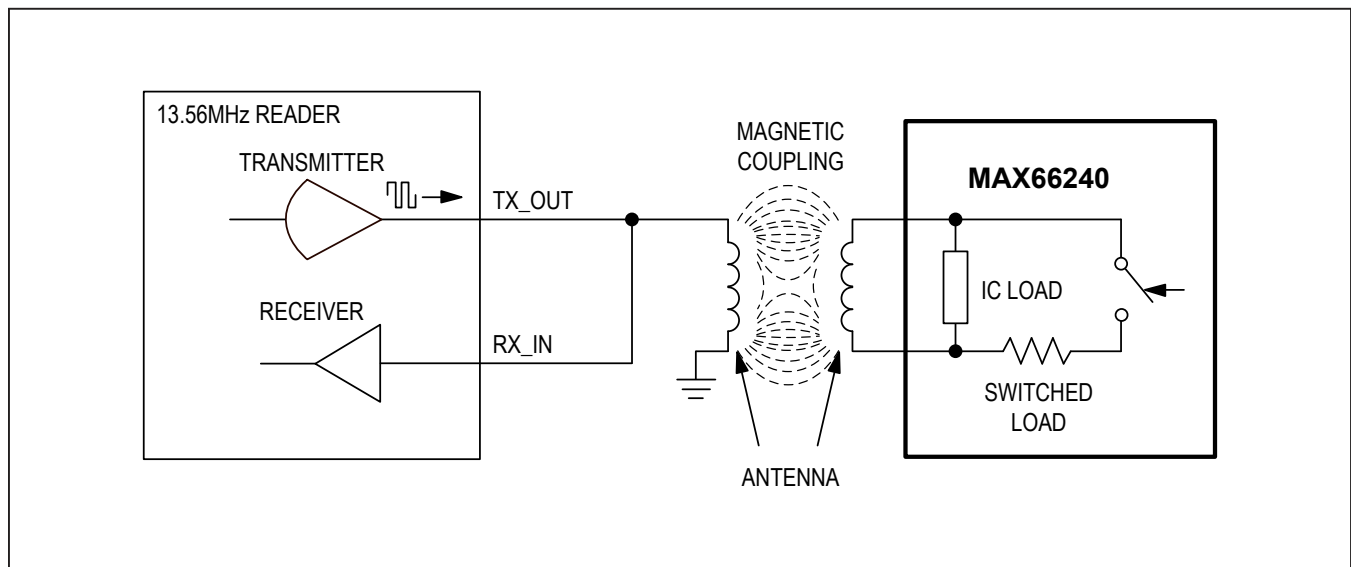 13.56MHz READER
TRANSMITTER
TX_OUT
RECEIVER
RX_IN
MAGNETIC
COUPLING
ANTENNA
MAX66240
IC LOAD
SWITCHED
LOAD